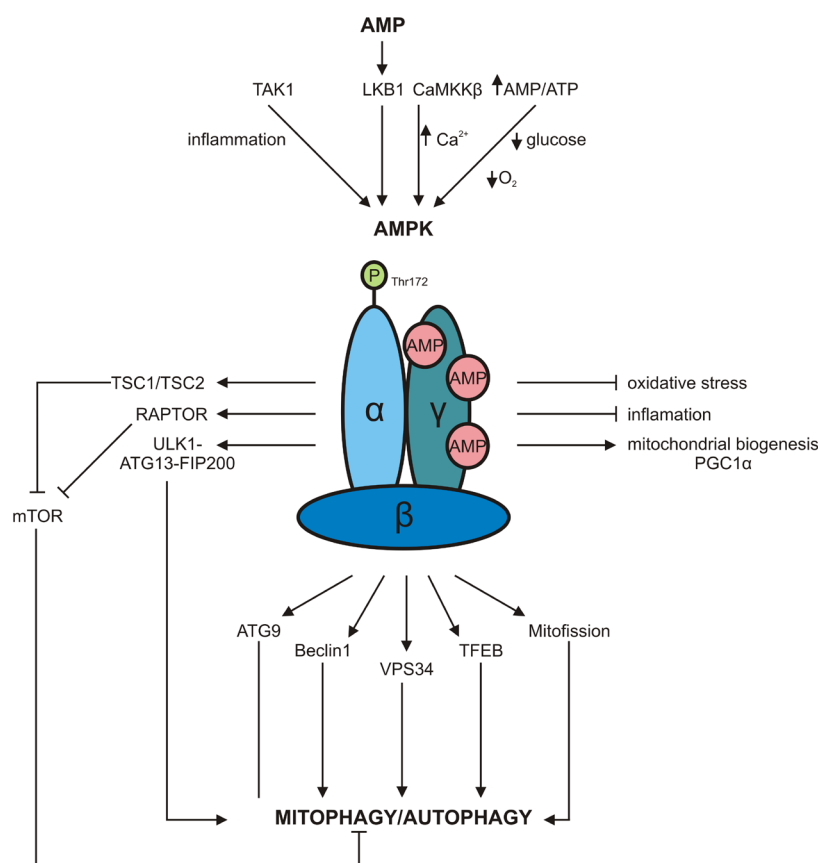 AMP
TAK1 LKB1 CaMKKβ AMP/ATP
inflammation Ca²⁺ glucose
O₂
AMPK
P Thr172
AMP
AMP
TSC1/TSC2 oxidative stress
RAPTOR α γ inflamation
ULK1- AMP mitochondrial biogenesis
ATG13-FIP200 PGC1α
mTOR β
ATG9 Mitofission
Beclin1 TFEB
VPS34
MITOPHAGY/AUTOPHAGY